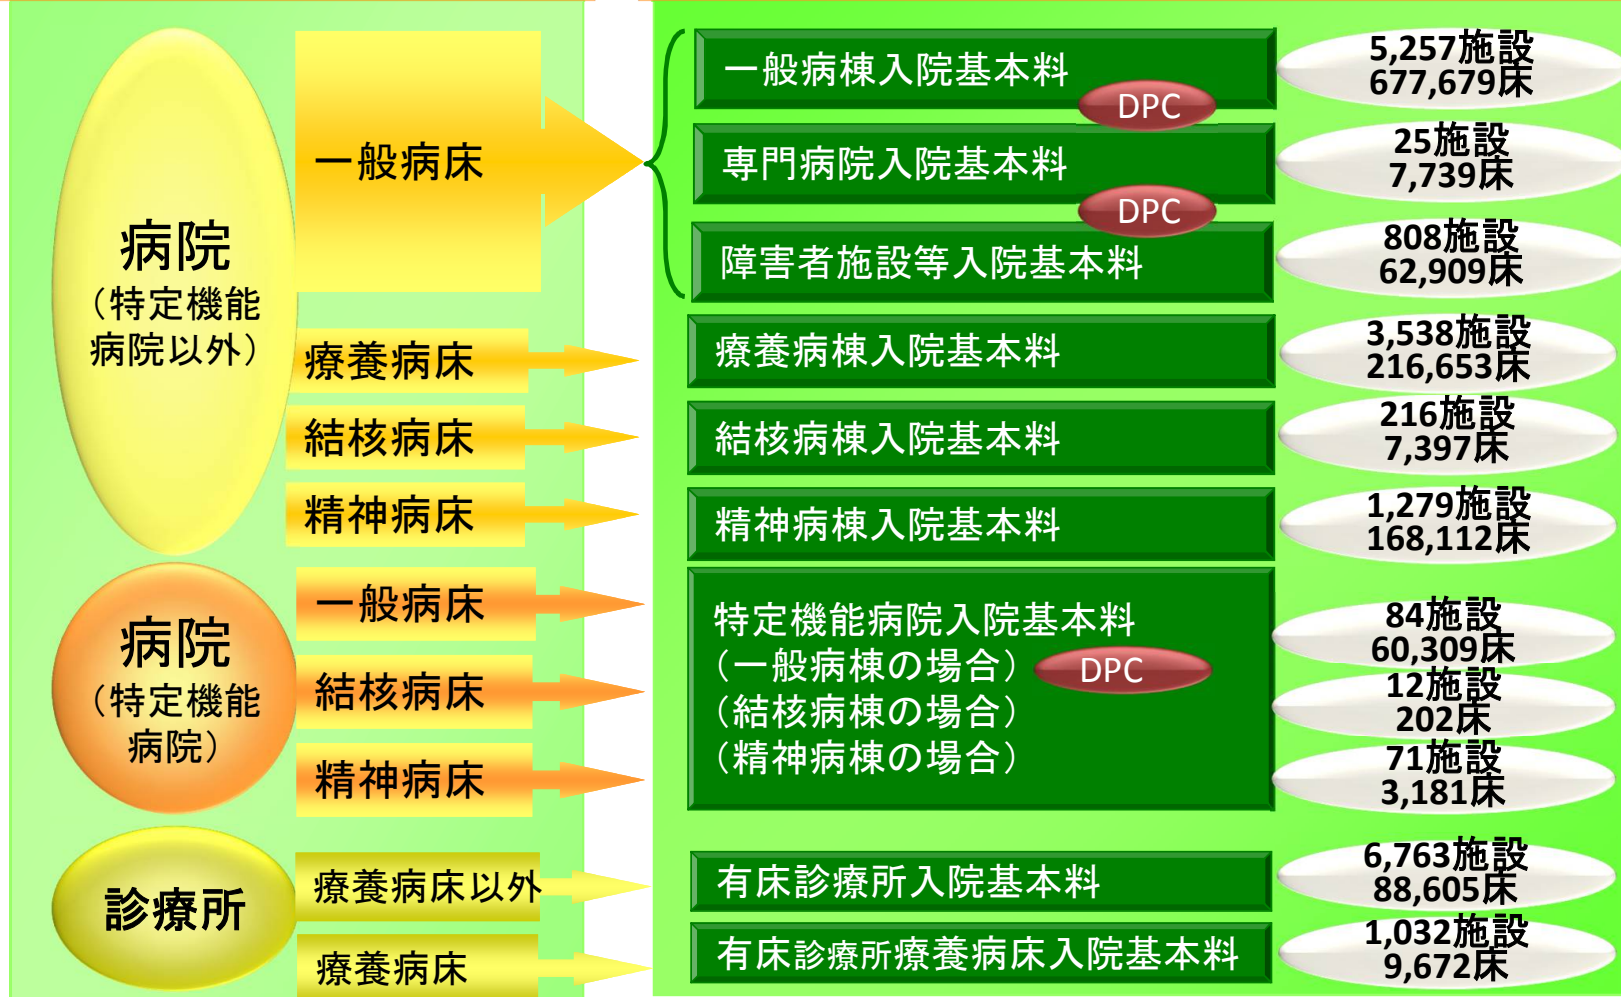 病院
（特定機能
病院以外）
一般病床
療養病床
結核病床
精神病床
一般病棟入院基本料
DPC
5,257施設
677,679床
専門病院入院基本料
DPC
25施設
7,739床
障害者施設等入院基本料
808施設
62,909床
療養病棟入院基本料
3,538施設
216,653床
結核病棟入院基本料
216施設
7,397床
精神病棟入院基本料
1,279施設
168,112床
病院
（特定機能
病院）
一般病床
結核病床
精神病床
特定機能病院入院基本料
（一般病棟の場合） DPC
（結核病棟の場合）
（精神病棟の場合）
84施設
60,309床
12施設
202床
71施設
3,181床
診療所
療養病床以外
療養病床
有床診療所入院基本料
6,763施設
88,605床
有床診療所療養病床入院基本料
1,032施設
9,672床